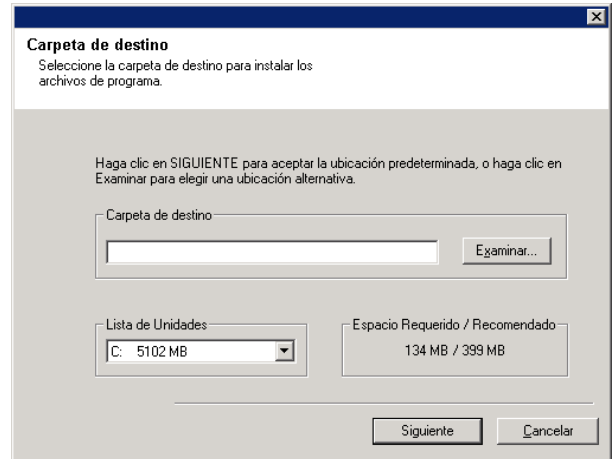 Carpeta de destino
Seleccione la carpeta de destino para instalar los
archivos de programa.
Haga clic en SIGUIENTE para aceptar la ubicación predeterminada, o haga clic en
Examinar para elegir una ubicación alternativa.
Carpeta de destino
Examinar...
Lista de Unidades
C: 5102 MB
Espacio Requerido / Recomendado
134 MB / 399 MB
Siguiente
Cancelar